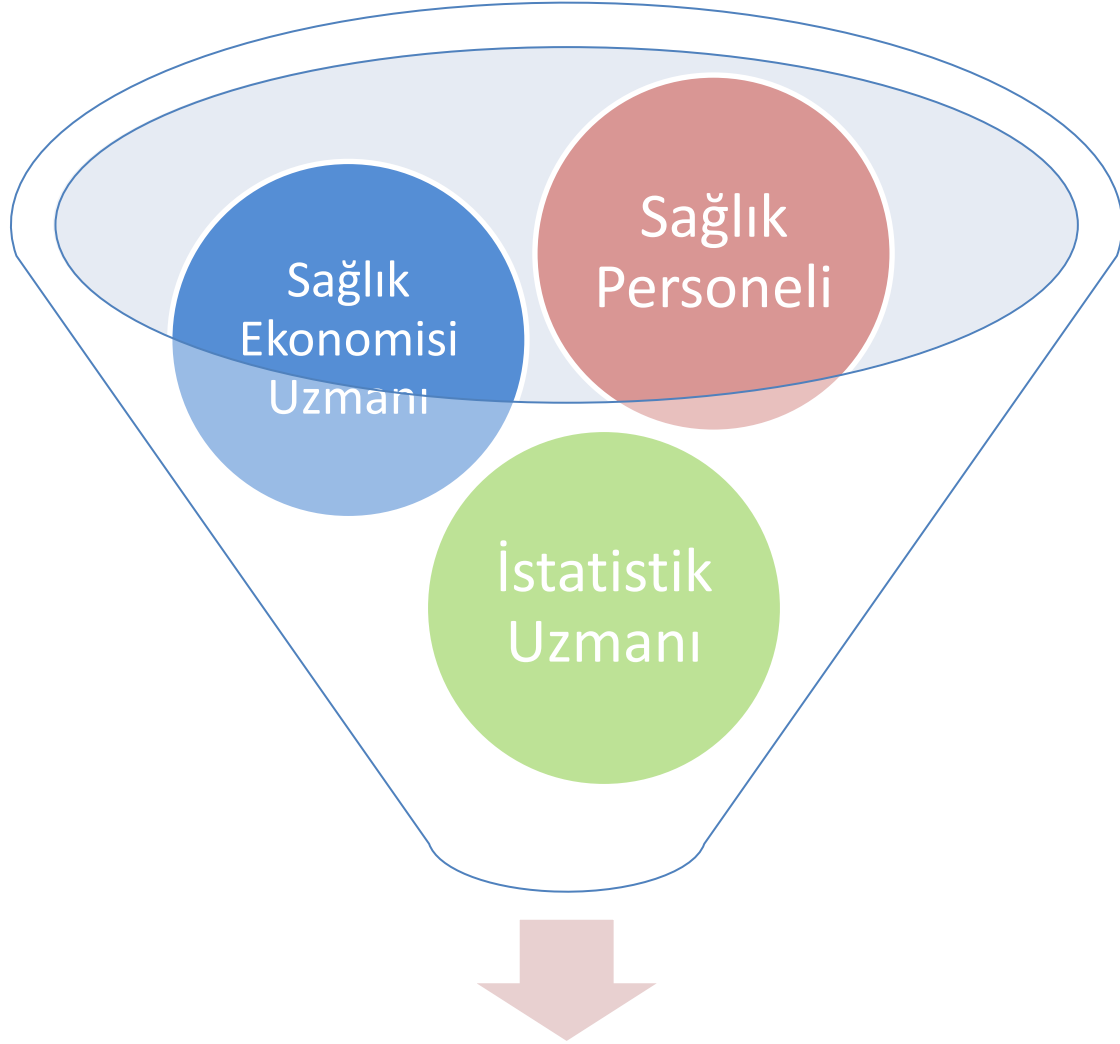 Sağlık
Personeli
Sağlık
Ekonomisi
Uzmanı
İstatistik
Uzmanı